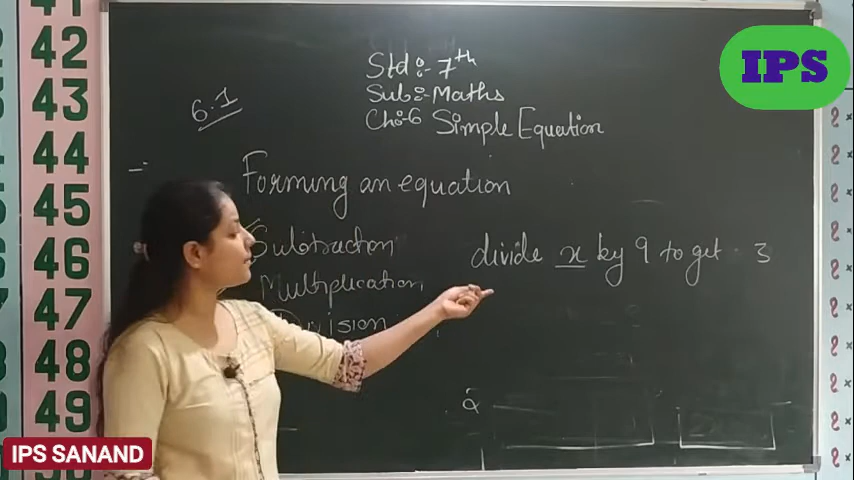 IPS
Std :- 7th
Sub :- Maths
Ch :- 6 Simple Equation
6.1
Forming an equation
Subtraction
Multiplication
Division
divide x by 9 to get 3
41
42
43
44
45
46
47
48
49
50
IPS SANAND